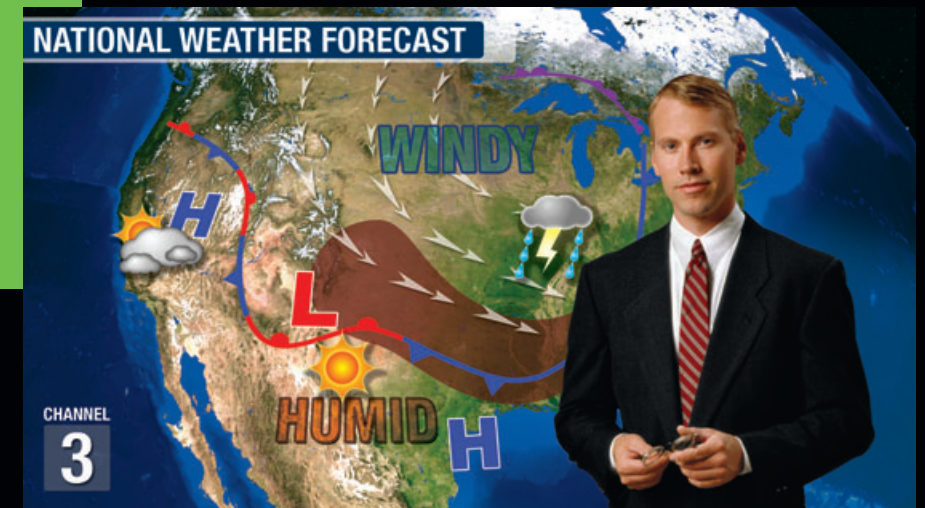 NATIONAL WEATHER FORECAST
WINDY
H
L
HUMID
H
CHANNEL
3